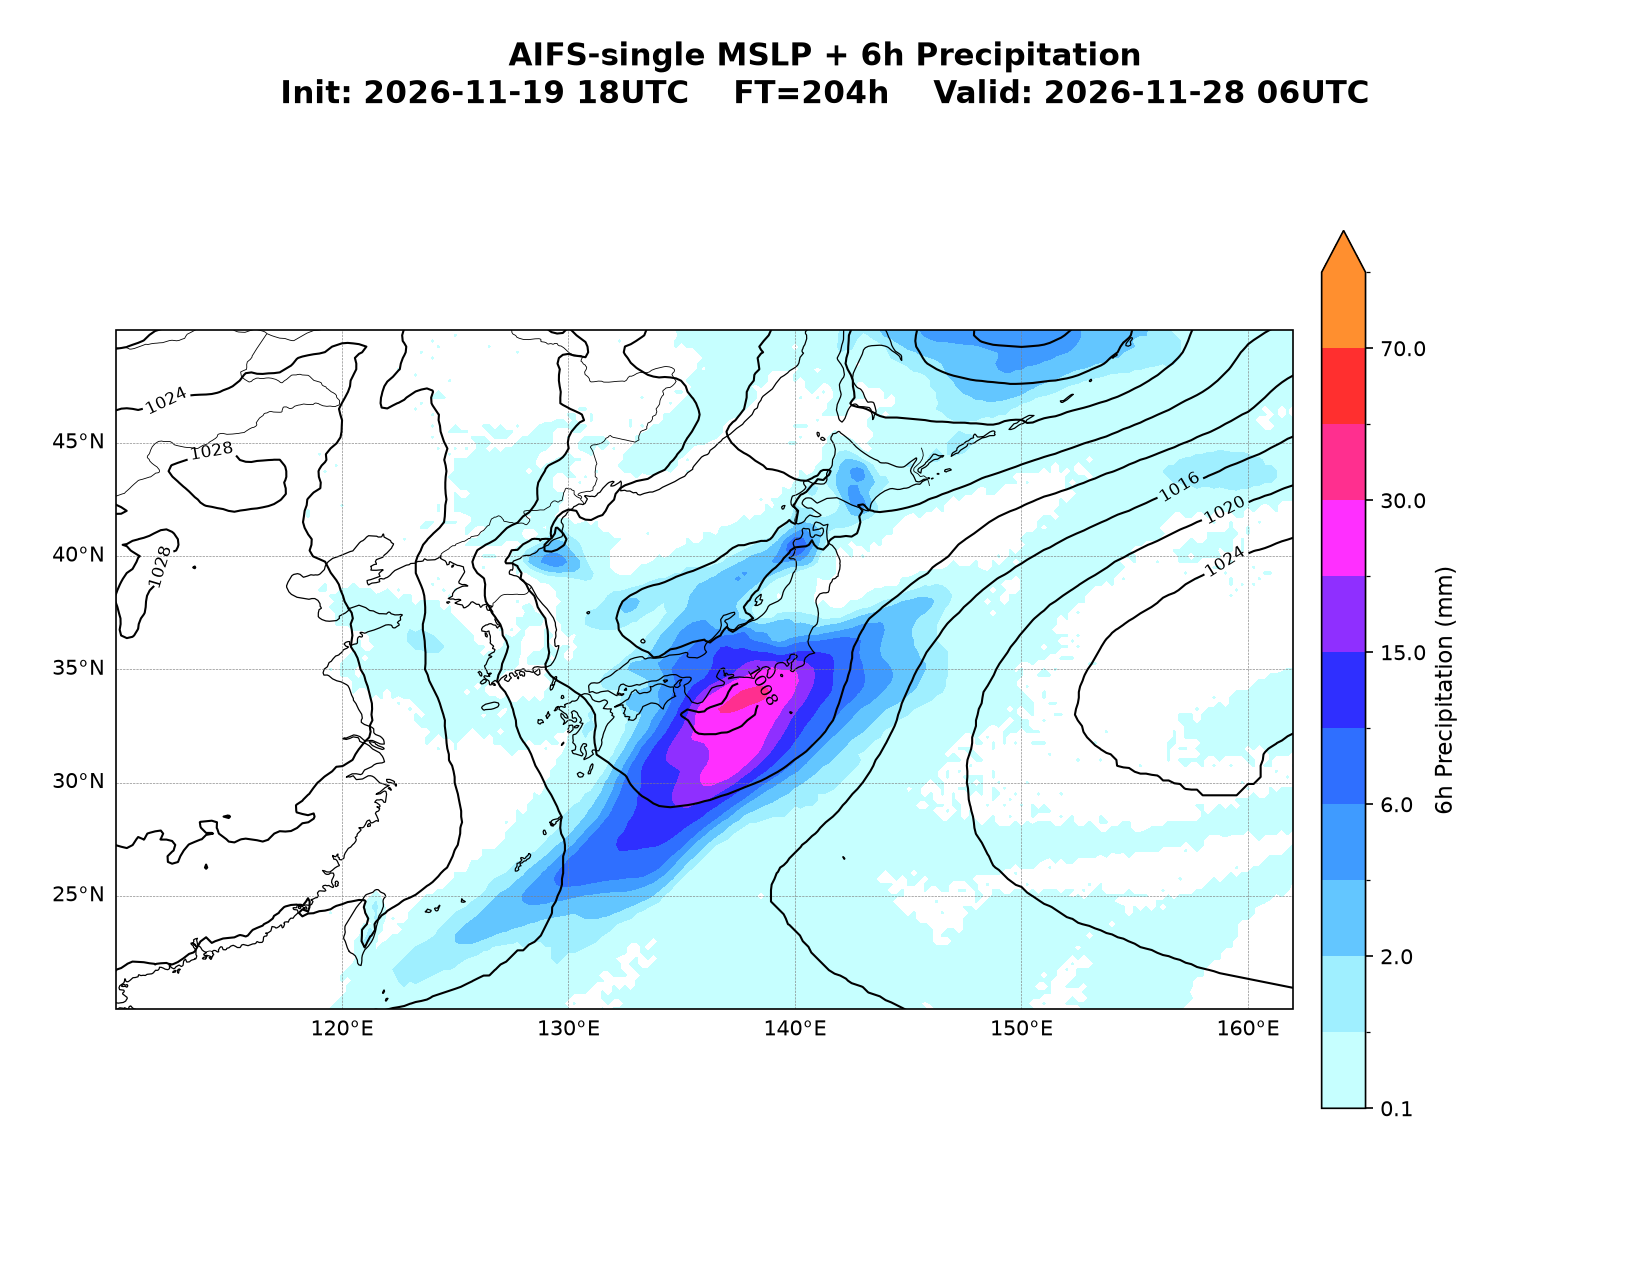 AIFS-single MSLP + 6h Precipitation
Init: 2026-11-19 18UTC    FT=204h    Valid: 2026-11-28 06UTC
1024
1028
1028
1008
1016
1020
1024
45°N
40°N
35°N
30°N
25°N
120°E
130°E
140°E
150°E
160°E
70.0
30.0
15.0
6.0
2.0
0.1
6h Precipitation (mm)